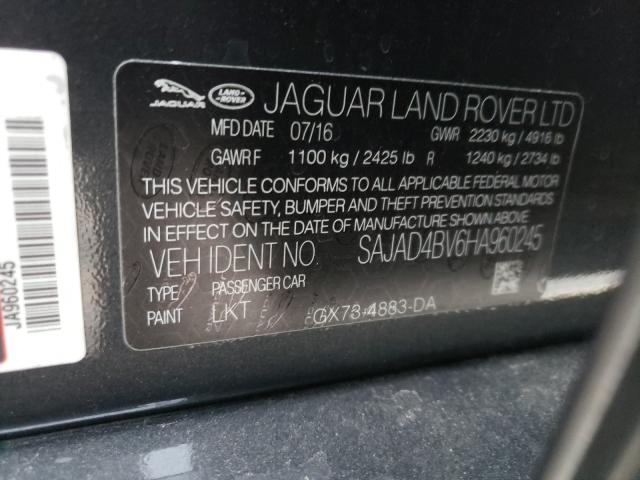 JAGUAR
LAND ROVER
JAGUAR LAND ROVER LTD
MFD DATE 07/16 GWR 2230 kg / 4916 lb
GAWR F 1100 kg / 2425 lb R 1240 kg / 2734 lb
THIS VEHICLE CONFORMS TO ALL APPLICABLE FEDERAL MOTOR
VEHICLE SAFETY, BUMPER AND THEFT PREVENTION STANDARDS
IN EFFECT ON THE DATE OF MANUFACTURE SHOWN ABOVE.
VEH IDENT NO. SAJAD4BV6HA960245
TYPE PASSENGER CAR
PAINT LKT GX73-4883-DA
JA960245